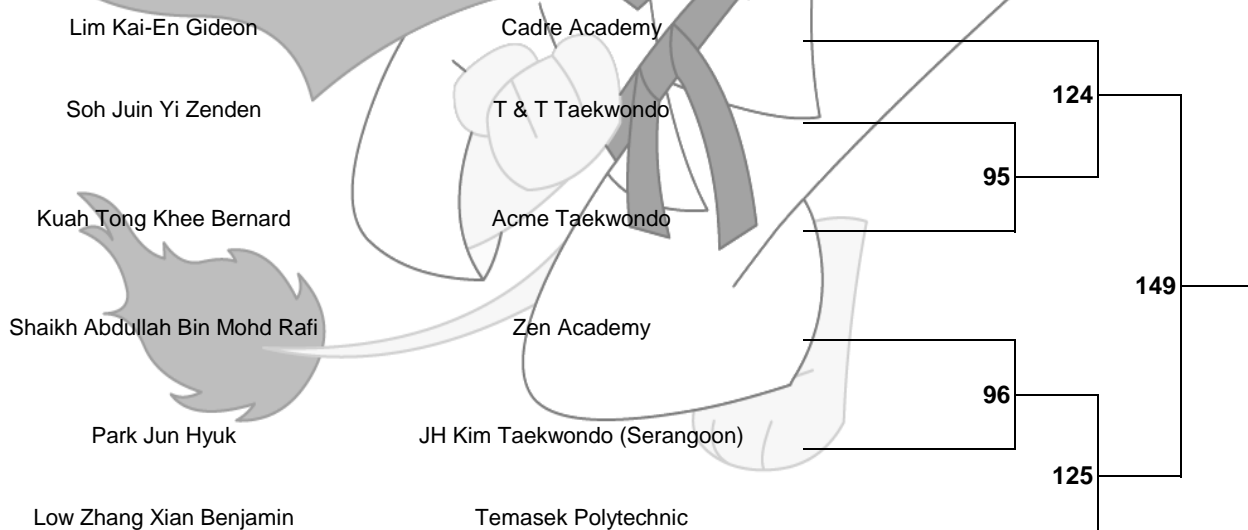 Lim Kai-En Gideon Cadre Academy
124
Soh Juin Yi Zenden T & T Taekwondo
95
Kuah Tong Khee Bernard Acme Taekwondo
149
Shaikh Abdullah Bin Mohd Rafi Zen Academy
96
Park Jun Hyuk JH Kim Taekwondo (Serangoon)
125
Low Zhang Xian Benjamin Temasek Polytechnic